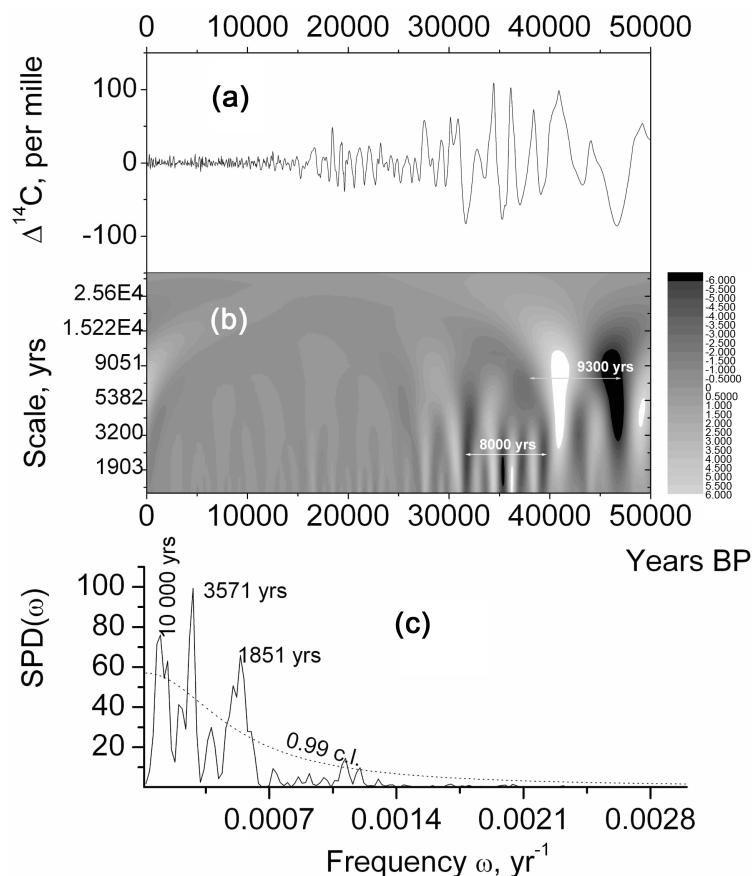 0 10000 20000 30000 40000 50000
(a)
Δ¹⁴C, per mille
100
0
-100
(b)
Scale, yrs
2.56E4
1.522E4
9051
5382
3200
1903
9300 yrs
8000 yrs
-6.000
-5.500
-5.000
-4.500
-4.000
-3.500
-3.000
-2.500
-2.000
-1.500
-1.000
-0.5000
0
0.5000
1.000
1.500
2.000
2.500
3.000
3.500
4.000
4.500
5.000
5.500
6.000
0 10000 20000 30000 40000 50000
Years BP
(c)
SPD(ω)
100
80
60
40
20
10 000 yrs
3571 yrs
1851 yrs
0.99 c.l.
0.0007 0.0014 0.0021 0.0028
Frequency ω, yr⁻¹